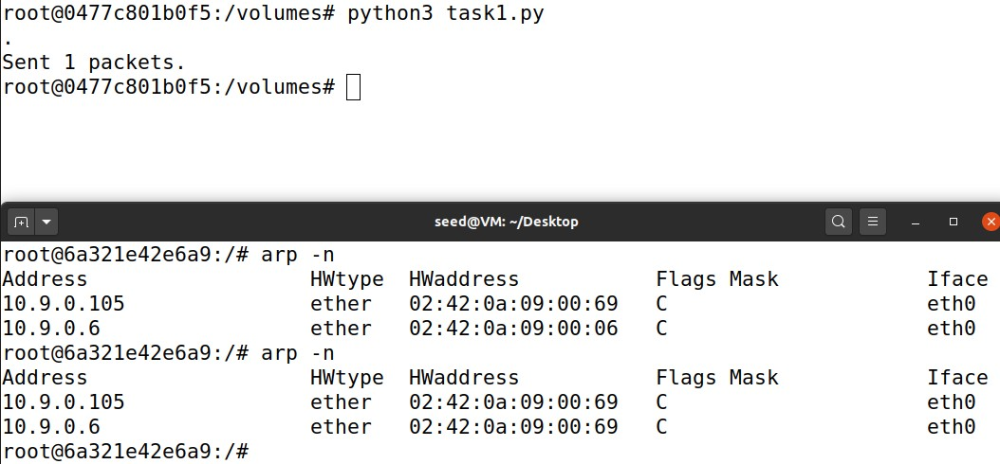 root@0477c801b0f5:/volumes# python3 task1.py
.
Sent 1 packets.
root@0477c801b0f5:/volumes#
seed@VM: ~/Desktop
root@6a321e42e6a9:/# arp -n
Address HWtype HWaddress Flags Mask Iface
10.9.0.105 ether 02:42:0a:09:00:69 C eth0
10.9.0.6 ether 02:42:0a:09:00:06 C eth0
root@6a321e42e6a9:/# arp -n
Address HWtype HWaddress Flags Mask Iface
10.9.0.105 ether 02:42:0a:09:00:69 C eth0
10.9.0.6 ether 02:42:0a:09:00:69 C eth0
root@6a321e42e6a9:/#